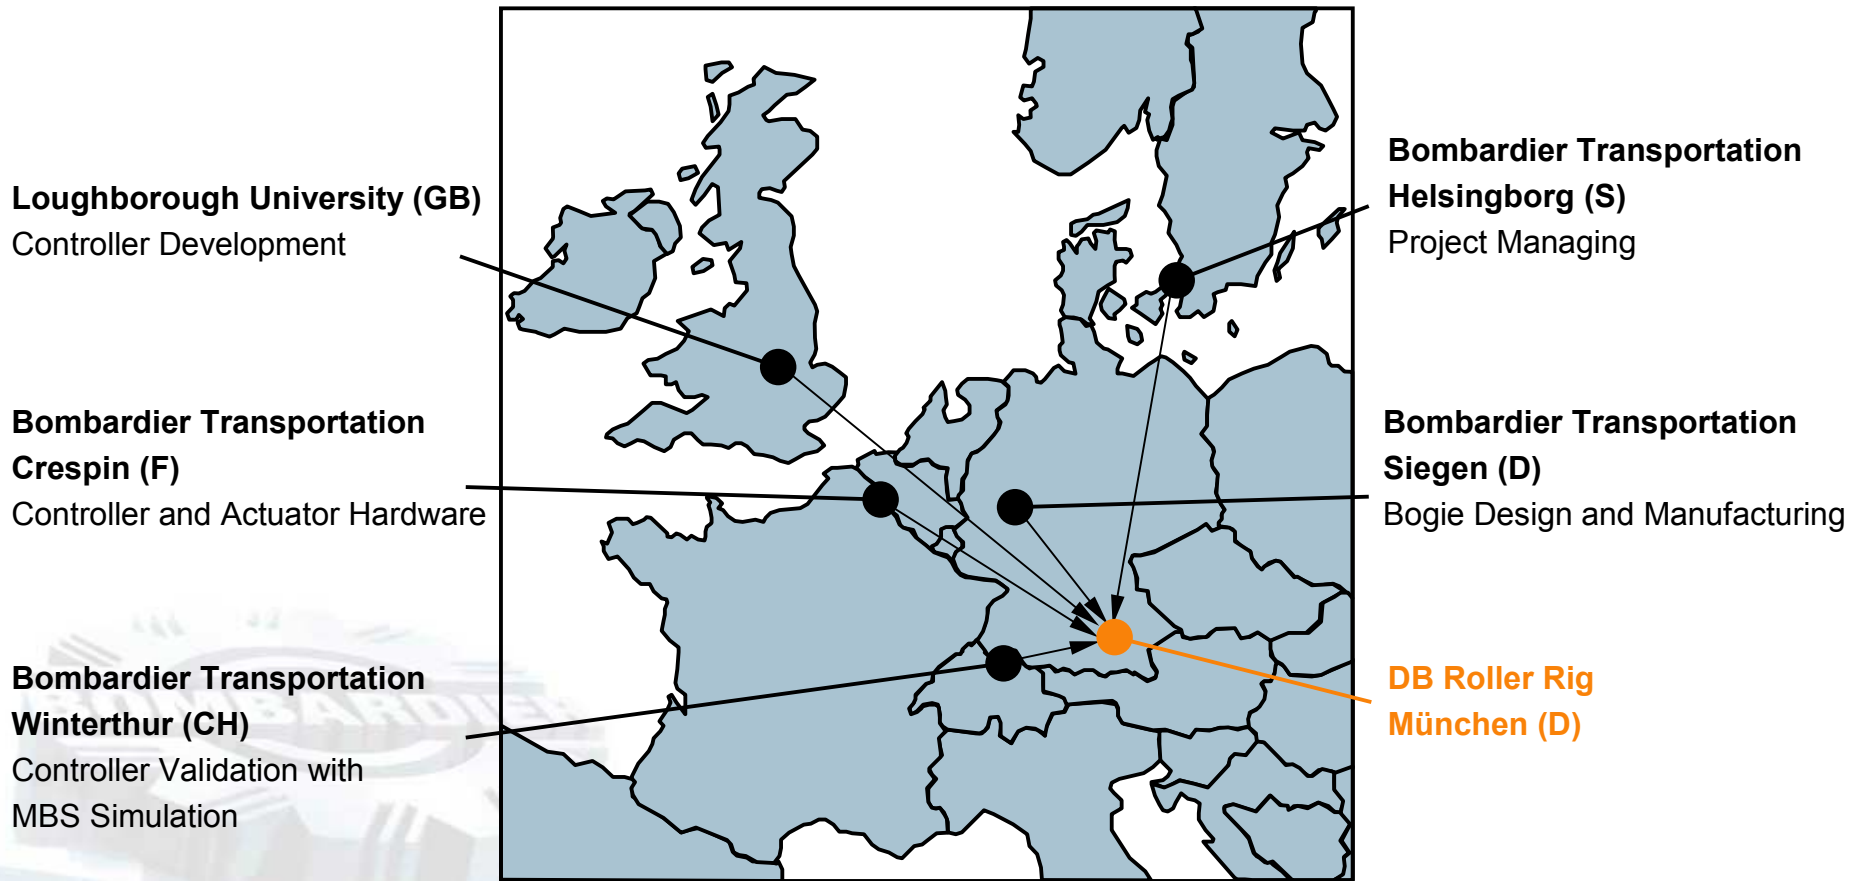 Loughborough University (GB)
Controller Development
Bombardier Transportation
Crespin (F)
Controller and Actuator Hardware
Bombardier Transportation
Winterthur (CH)
Controller Validation with
MBS Simulation
Bombardier Transportation
Helsingborg (S)
Project Managing
Bombardier Transportation
Siegen (D)
Bogie Design and Manufacturing
DB Roller Rig
München (D)
BOMBARDIER